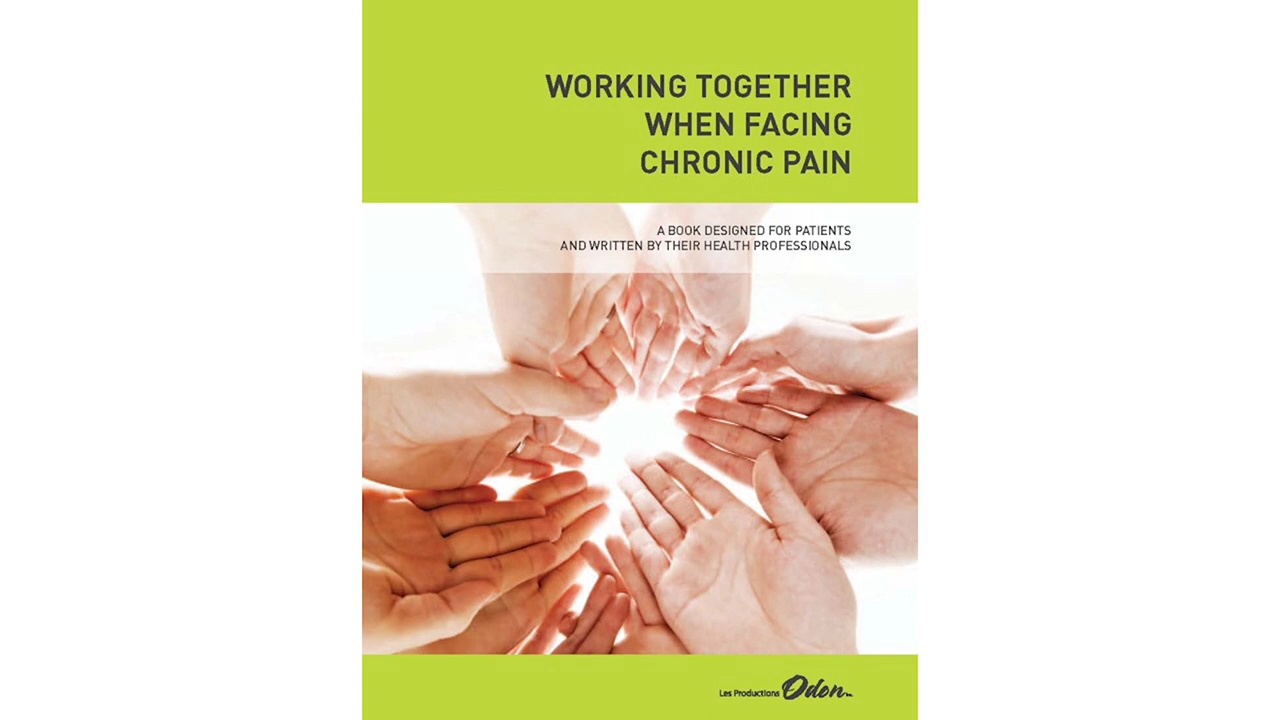 WORKING TOGETHER
WHEN FACING
CHRONIC PAIN
A BOOK DESIGNED FOR PATIENTS
AND WRITTEN BY THEIR HEALTH PROFESSIONALS
Les Productions Odon